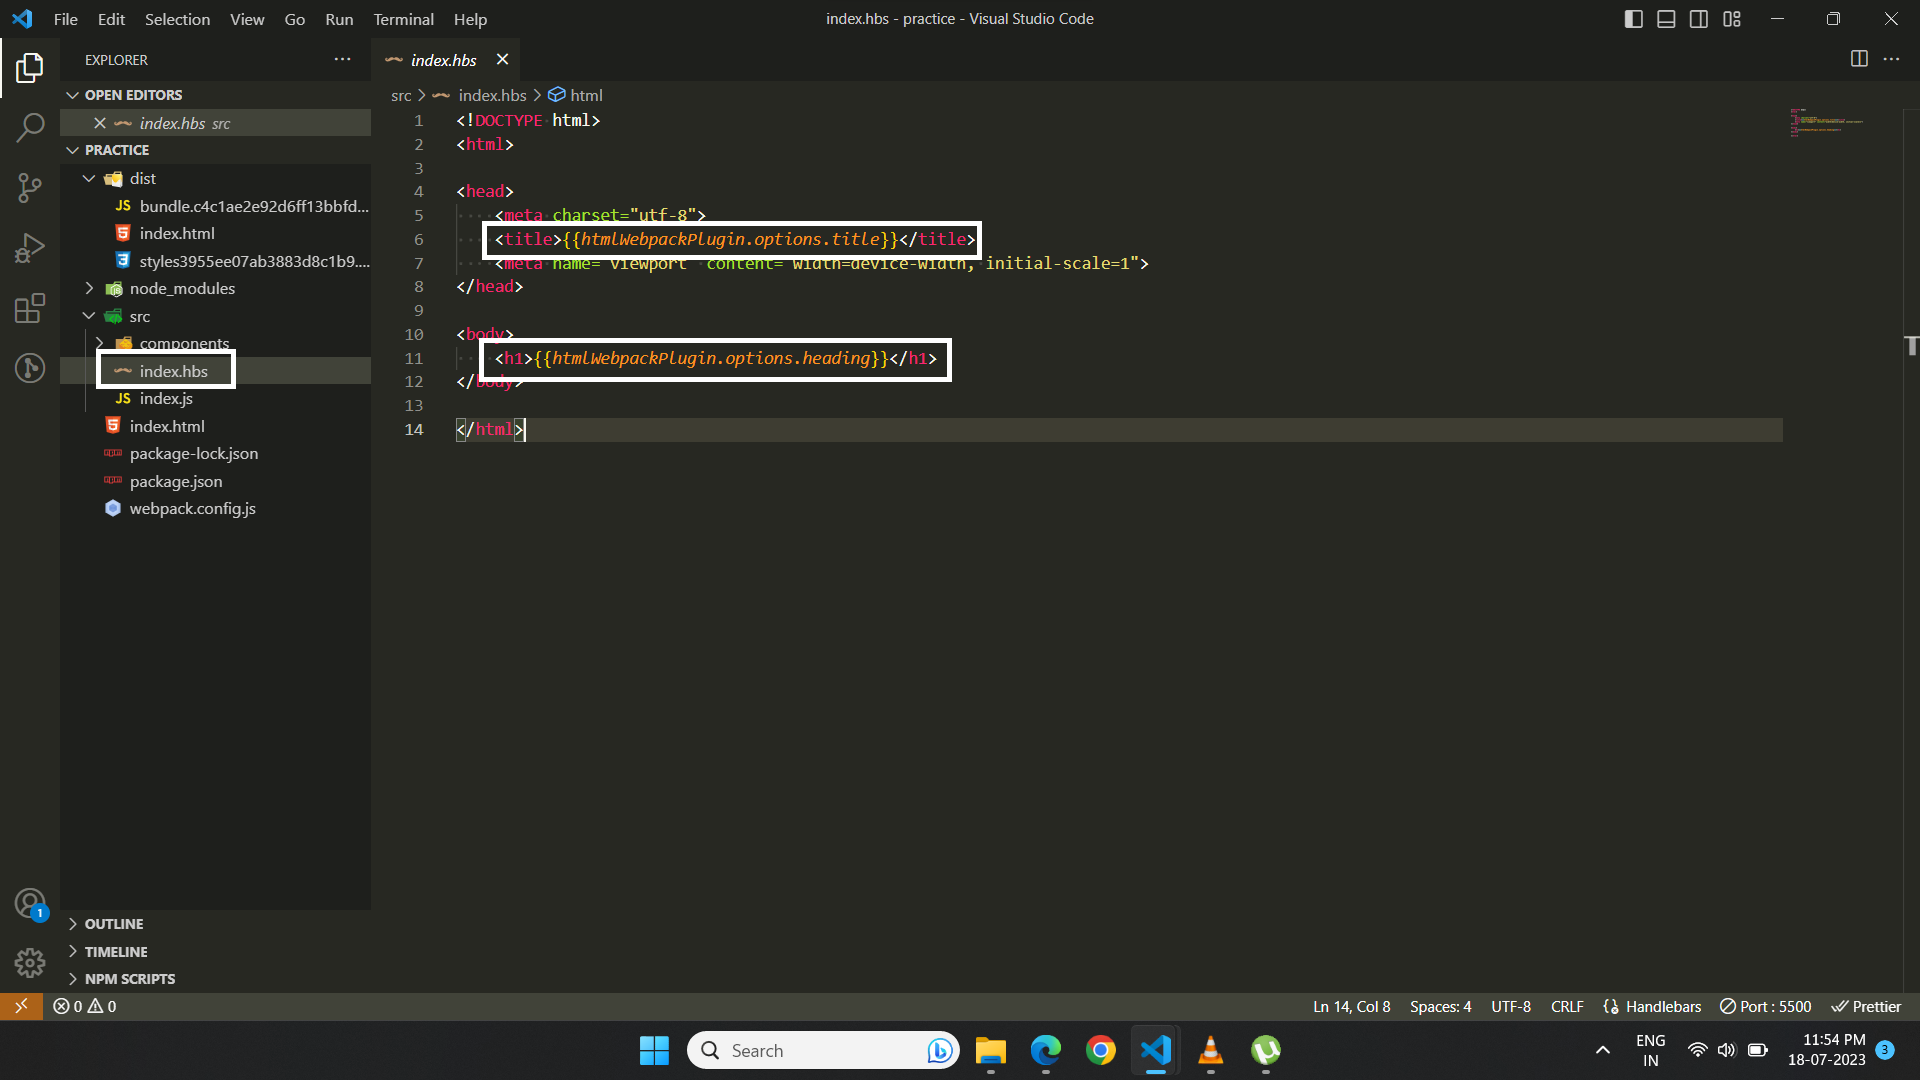 File Edit Selection View Go Run Terminal Help
index.hbs - practice - Visual Studio Code
EXPLORER
OPEN EDITORS
index.hbs src
PRACTICE
dist
JS bundle.c4c1ae2e92d6ff13bbfd...
index.html
styles3955ee07ab3883d8c1b9....
node_modules
src
components
index.hbs
JS index.js
index.html
package-lock.json
package.json
webpack.config.js
OUTLINE
TIMELINE
NPM SCRIPTS
index.hbs
src > index.hbs > html
1 <!DOCTYPE html>
2 <html>
3
4 <head>
5 <meta charset="utf-8">
6 <title>{{htmlWebpackPlugin.options.title}}</title>
7 <meta name="viewport" content="width=device-width, initial-scale=1">
8 </head>
9
10 <body>
11 <h1>{{htmlWebpackPlugin.options.heading}}</h1>
12 </body>
13
14 </html>
1
0 0
Ln 14, Col 8 Spaces: 4 UTF-8 CRLF Handlebars Port : 5500 Prettier
Search
ENG
IN
11:54 PM
18-07-2023
3